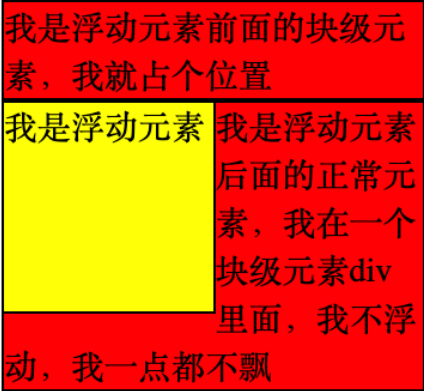 我是浮动元素前面的块级元
素，我就占个位置
我是浮动元素
我是浮动元素
后面的正常元
素，我在一个
块级元素div
里面，我不浮
动，我一点都不飘